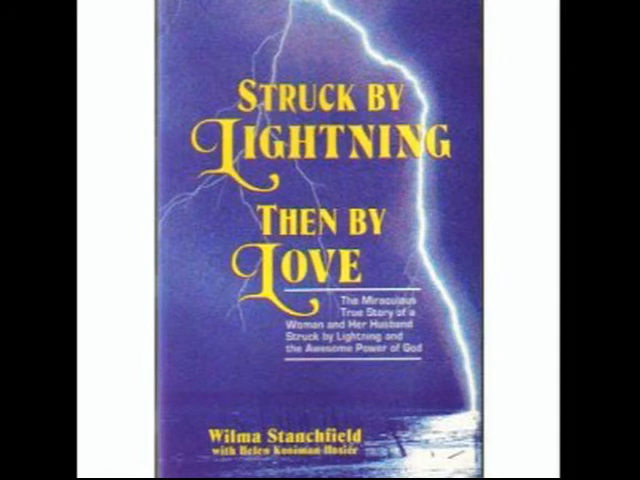 STRUCK BY
LIGHTNING
THEN BY
LOVE
The Miraculous
True Story of a
Woman and Her Husband
Struck by Lightning and
the Awesome Power of God
Wilma Stanchfield
with Helen Kooiman Hosier